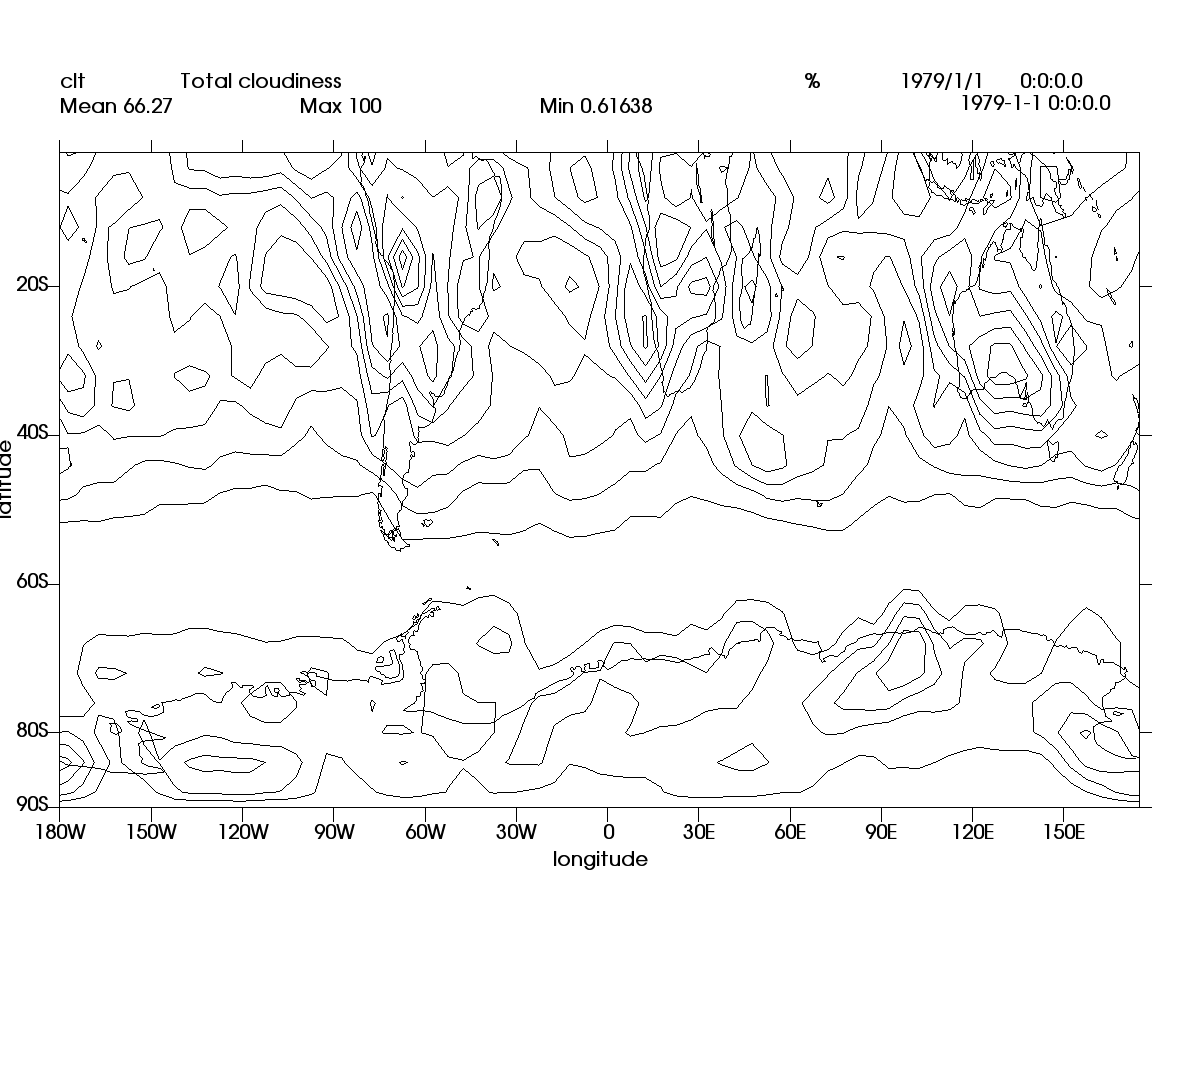 clt Total cloudiness % 1979/1/1 0:0:0.0
Mean 66.27 Max 100 Min 0.61638 1979-1-1 0:0:0.0
20S
40S
latitude
60S
80S
90S
180W 150W 120W 90W 60W 30W 0 30E 60E 90E 120E 150E
longitude